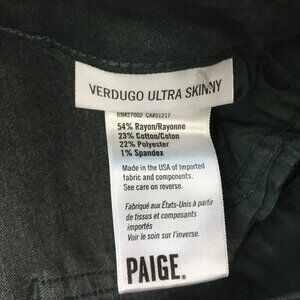 VERDUGO ULTRA SKINNY
RN#27002 CA#51217
54% Rayon/Rayonne
23% Cotton/Coton
22% Polyester
1% Spandex
Made in the USA of Imported
fabric and components.
See care on reverse.
Fabriqué aux États-Unis à partir
de tissus et composants
importés
Voir le soin sur l'inverse.
PAIGE®